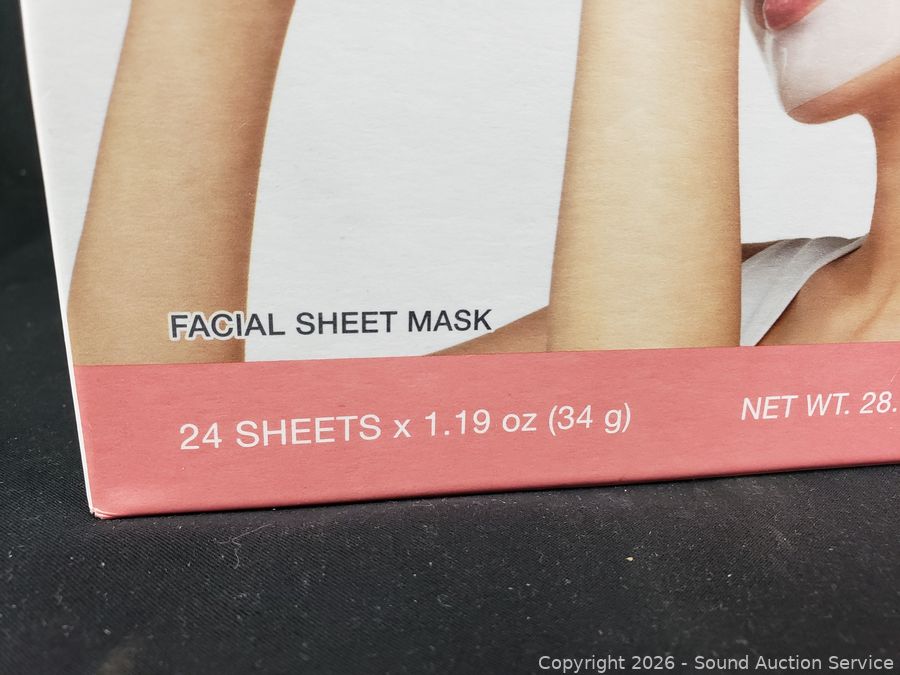 FACIAL SHEET MASK
24 SHEETS x 1.19 oz (34 g)
NET WT. 28.
Copyright 2026 - Sound Auction Service